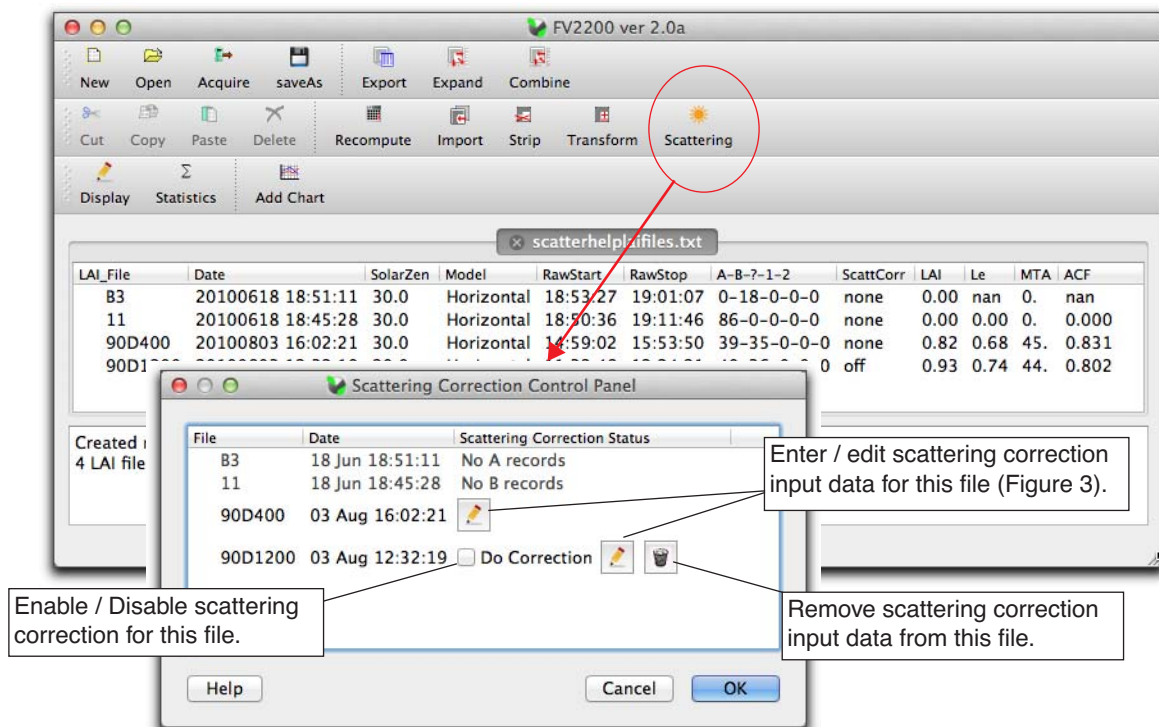 FV2200 ver 2.0a
New Open Acquire saveAs Export Expand Combine
Cut Copy Paste Delete Recompute Import Strip Transform Scattering
Display Statistics Add Chart
scatterhelplaifiles.txt
LAI_File Date SolarZen Model RawStart RawStop A-B-?-1-2 ScattCorr LAI Le MTA ACF
B3 20100618 18:51:11 30.0 Horizontal 18:53:27 19:01:07 0-18-0-0-0 none 0.00 nan 0. nan
11 20100618 18:45:28 30.0 Horizontal 18:50:36 19:11:46 86-0-0-0-0 none 0.00 0.00 0. 0.000
90D400 20100803 16:02:21 30.0 Horizontal 14:59:02 15:53:50 39-35-0-0-0 none 0.82 0.68 45. 0.831
90D1 off 0.93 0.74 44. 0.802
Created
4 LAI file
Scattering Correction Control Panel
File Date Scattering Correction Status
B3 18 Jun 18:51:11 No A records
11 18 Jun 18:45:28 No B records
90D400 03 Aug 16:02:21
90D1200 03 Aug 12:32:19 Do Correction
Enter / edit scattering correction
input data for this file (Figure 3).
Enable / Disable scattering
correction for this file.
Remove scattering correction
input data from this file.
Help Cancel OK